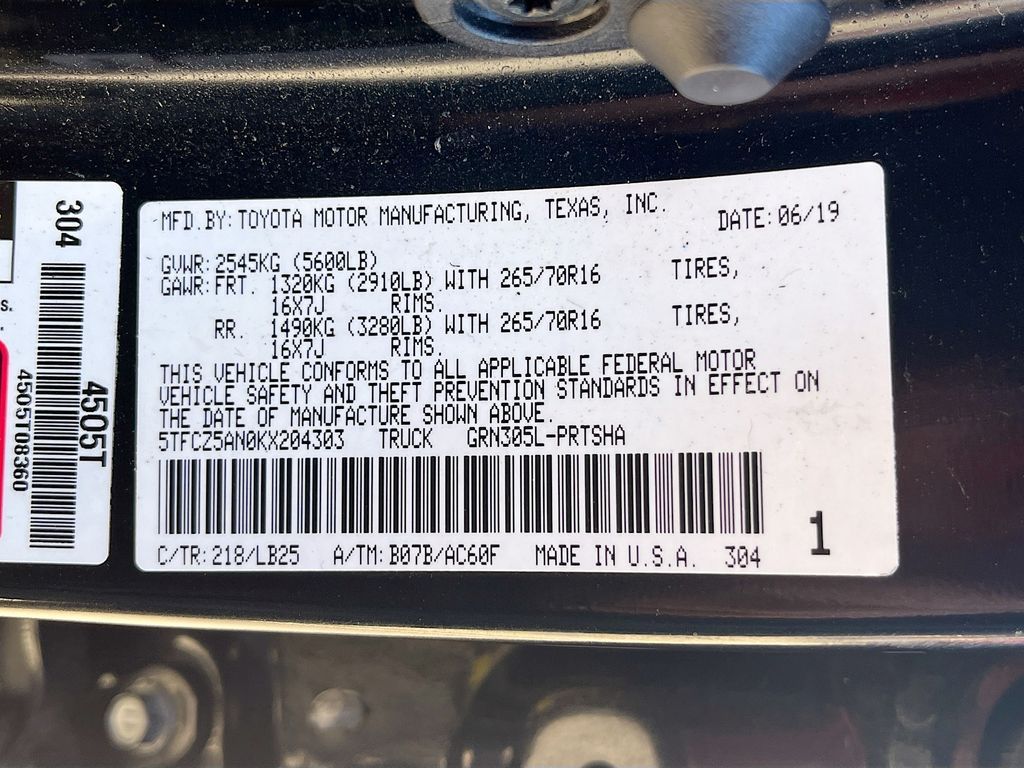 304
4505T
4505T08360
S.
MFD.BY:TOYOTA MOTOR MANUFACTURING, TEXAS, INC.
DATE:06/19
GVWR:2545KG (5600LB)
GAWR:FRT. 1320KG (2910LB) WITH 265/70R16 TIRES,
16X7J RIMS.
RR. 1490KG (3280LB) WITH 265/70R16 TIRES,
16X7J RIMS.
THIS VEHICLE CONFORMS TO ALL APPLICABLE FEDERAL MOTOR
VEHICLE SAFETY AND THEFT PREVENTION STANDARDS IN EFFECT ON
THE DATE OF MANUFACTURE SHOWN ABOVE.
5TFCZ5AN0KX204303 TRUCK GRN305L-PRTSHA
C/TR:218/LB25 A/TM:B07B/AC60F MADE IN U.S.A. 304
1